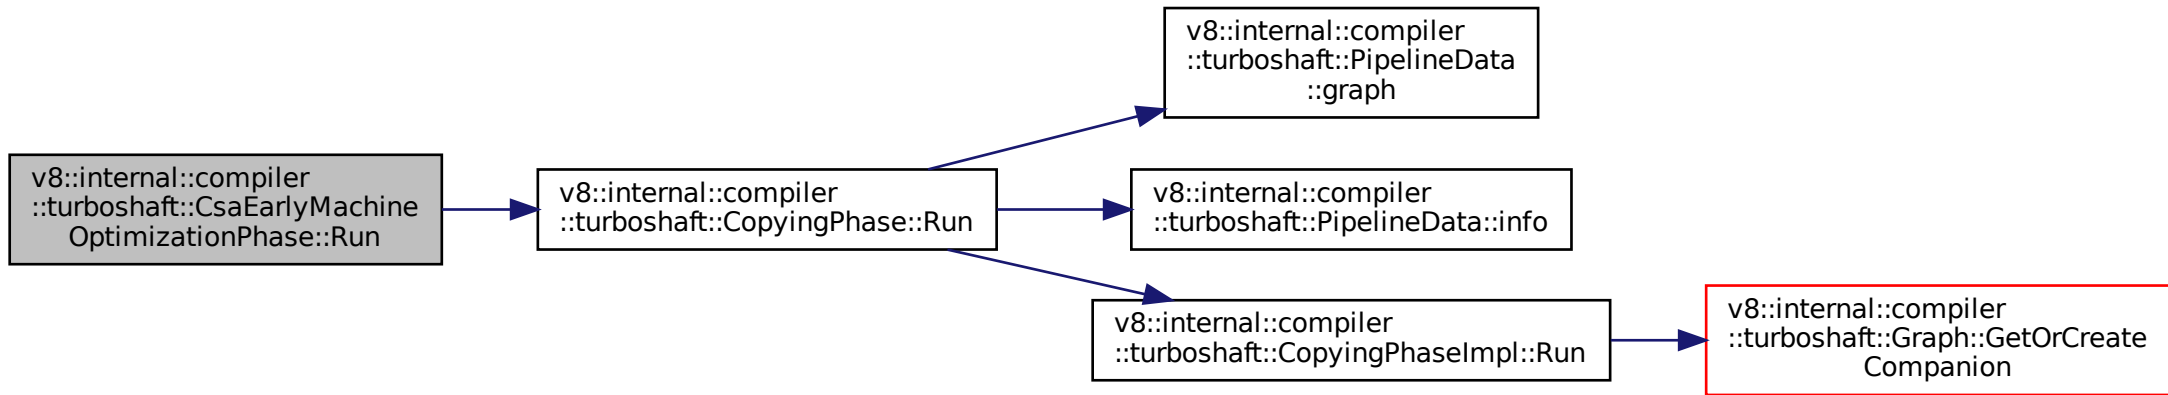 v8::internal::compiler
::turboshaft::CsaEarlyMachine
OptimizationPhase::Run
v8::internal::compiler
::turboshaft::CopyingPhase::Run
v8::internal::compiler
::turboshaft::PipelineData
::graph
v8::internal::compiler
::turboshaft::PipelineData::info
v8::internal::compiler
::turboshaft::CopyingPhaseImpl::Run
v8::internal::compiler
::turboshaft::Graph::GetOrCreate
Companion